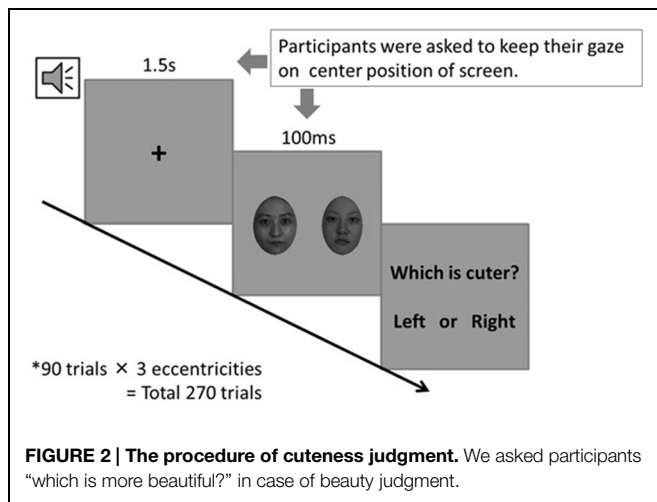 Participants were asked to keep their gaze
on center position of screen.
1.5s
+
100ms
Which is cuter?
Left or Right
*90 trials × 3 eccentricities
= Total 270 trials
FIGURE 2 | The procedure of cuteness judgment. We asked participants
“which is more beautiful?” in case of beauty judgment.